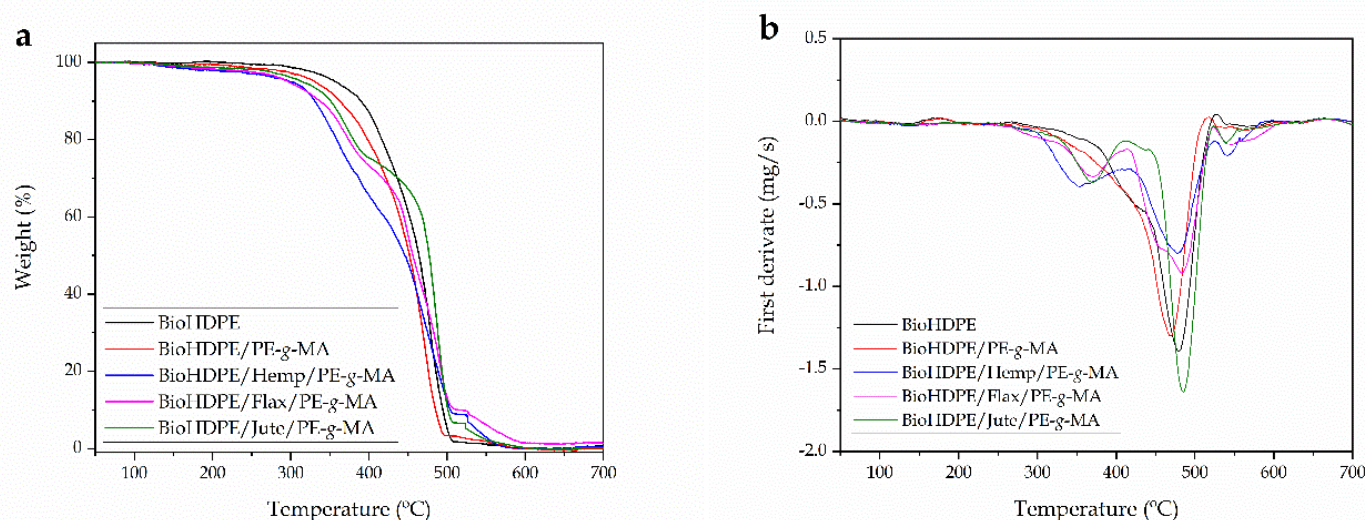 a
100
80
60
40
20
0
Weight (%)
BioHDPE
BioHDPE/PE-g-MA
BioHDPE/Hemp/PE-g-MA
BioHDPE/Flax/PE-g-MA
BioHDPE/Jute/PE-g-MA
100 200 300 400 500 600 700
Temperature (ºC)
b
0.5
0.0
-0.5
-1.0
-1.5
-2.0
First derivate (mg/s)
BioHDPE
BioHDPE/PE-g-MA
BioHDPE/Hemp/PE-g-MA
BioHDPE/Flax/PE-g-MA
BioHDPE/Jute/PE-g-MA
100 200 300 400 500 600 700
Temperature (ºC)